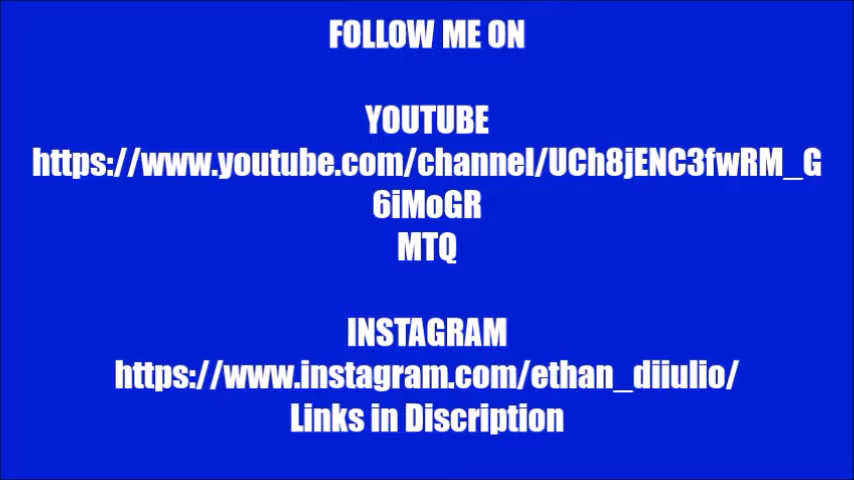 FOLLOW ME ON
YOUTUBE
https://www.youtube.com/channel/UCh8jENC3fwRM_G
6iMoGR
MTQ
INSTAGRAM
https://www.instagram.com/ethan_diiulio/
Links in Discription